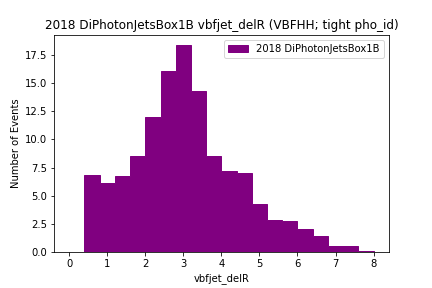 2018 DiPhotonJetsBox1B vbfjet_delR (VBFHH; tight pho_id)
2018 DiPhotonJetsBox1B
17.5
15.0
12.5
10.0
7.5
5.0
2.5
0.0
Number of Events
0 1 2 3 4 5 6 7 8
vbfjet_delR